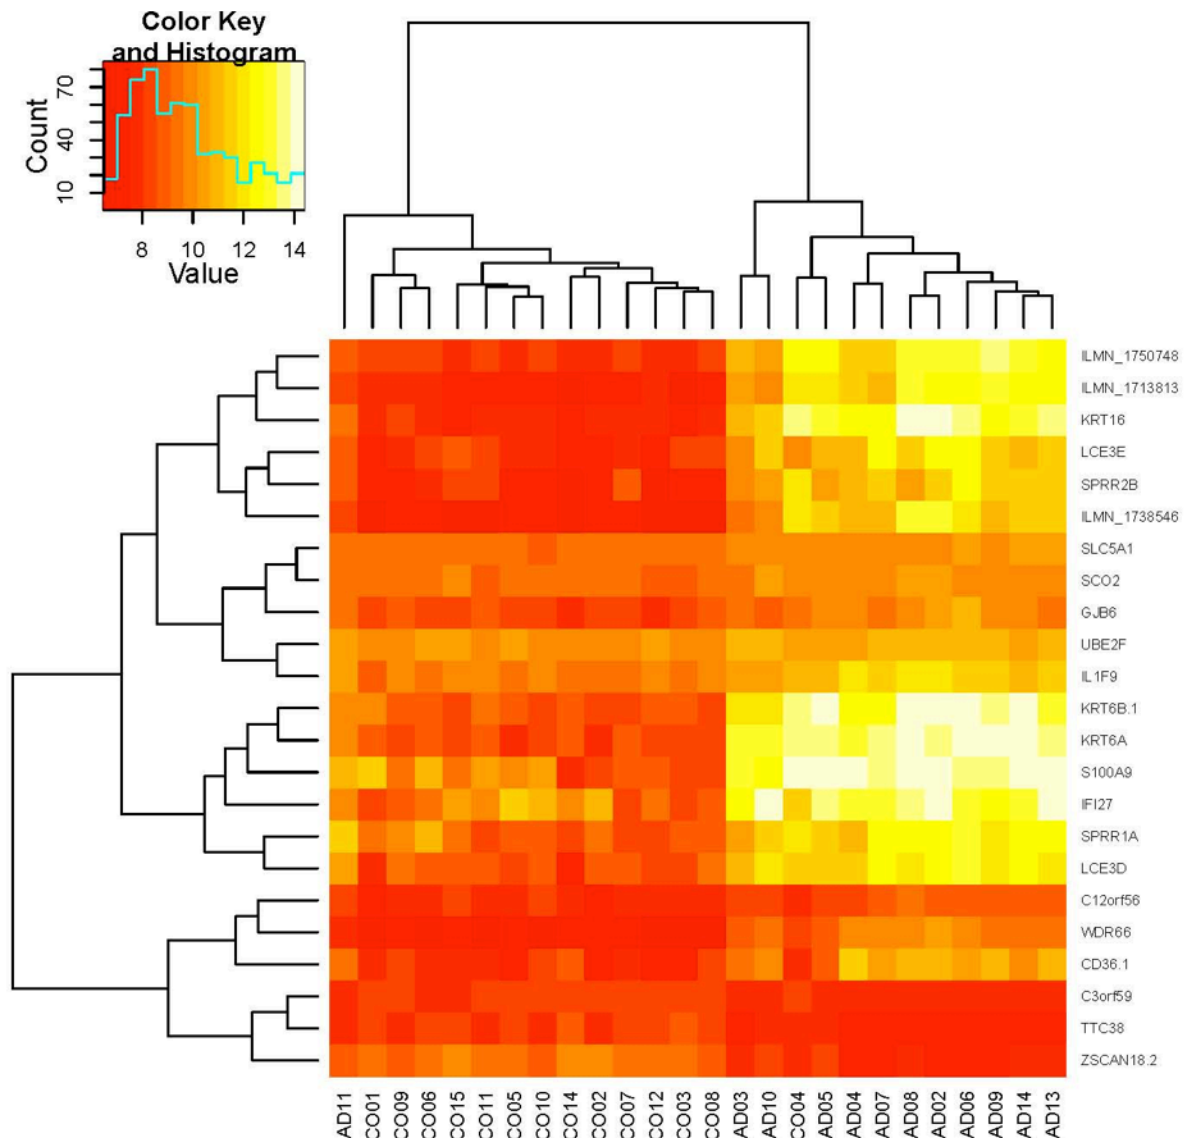 Color Key
and Histogram
Count
10
40
70
8 10 12 14
Value
ILMN_1750748
ILMN_1713813
KRT16
LCE3E
SPRR2B
ILMN_1738546
SLC5A1
SCO2
GJB6
UBE2F
IL1F9
KRT6B.1
KRT6A
S100A9
IFI27
SPRR1A
LCE3D
C12orf56
WDR66
CD36.1
C3orf59
TTC38
ZSCAN18.2
AD11 CO01 CO09 CO06 CO15 CO11 CO05 CO10 CO14 CO02 CO07 CO12 CO03 CO08 AD03 AD10 CO04 AD05 AD04 AD07 AD08 AD02 AD06 AD09 AD14 AD13